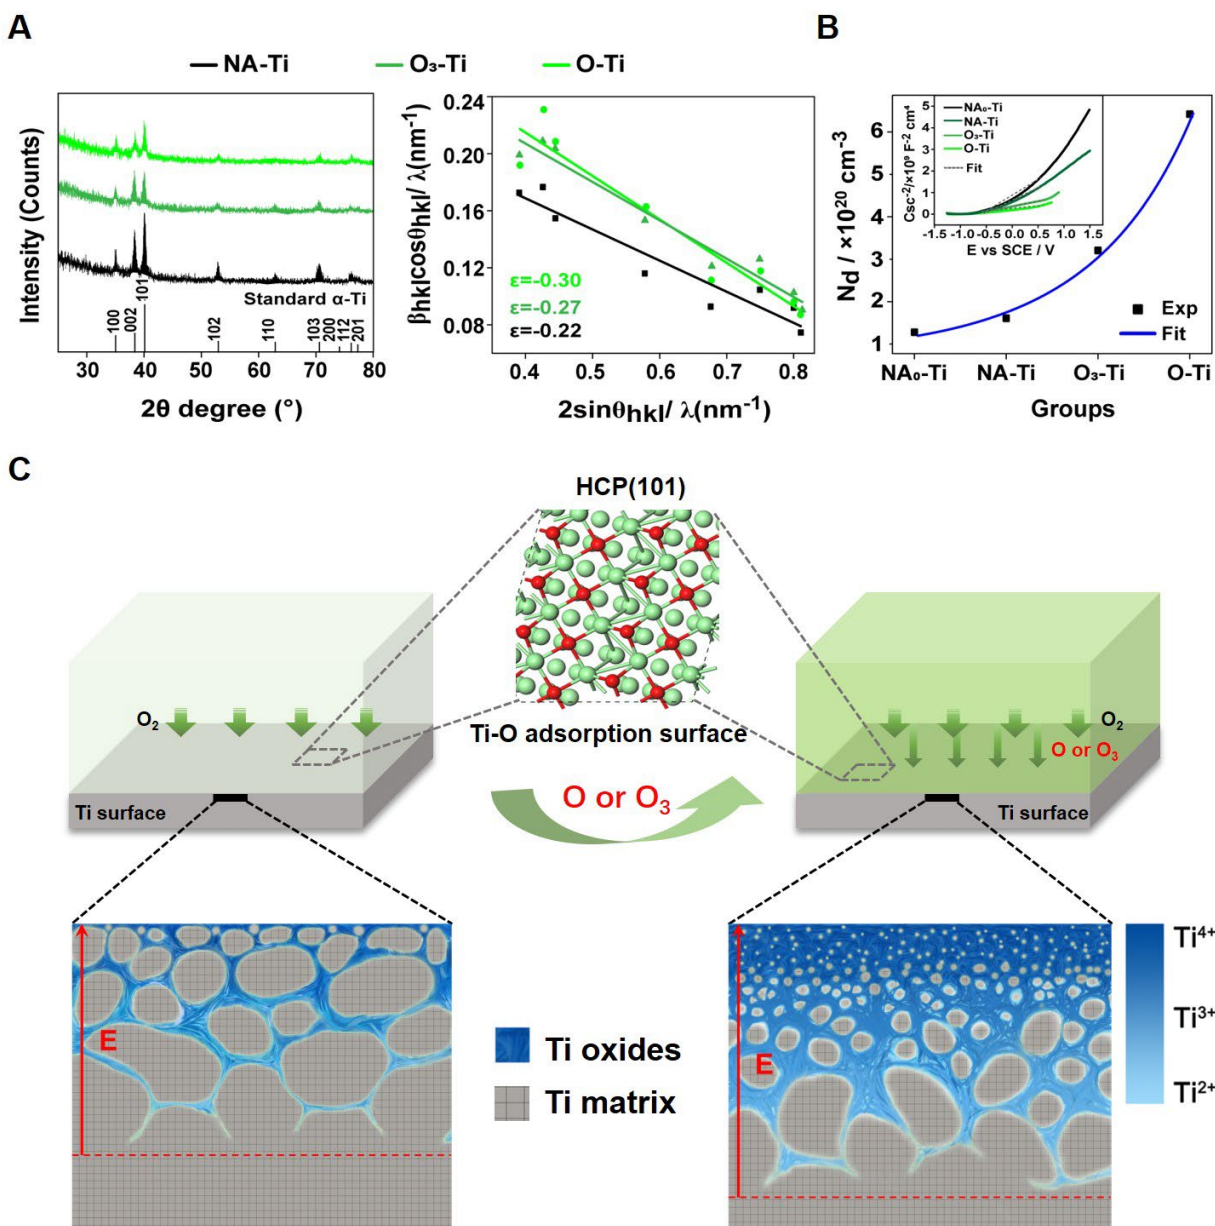 A
B
NA-Ti
O₃-Ti
O-Ti
Intensity (Counts)
Standard α-Ti
100
002
101
102
110
103
200
112
201
30
40
50
60
70
80
2θ degree (°)
βhklcosθhkl/ λ(nm⁻¹)
0.24
0.20
0.16
0.12
0.08
ε=-0.30
ε=-0.27
ε=-0.22
0.4
0.5
0.6
0.7
0.8
2sinθhkl/ λ(nm⁻¹)
Nd / ×10²⁰ cm⁻³
6
5
4
3
2
1
Csc⁻²/×10⁹ F⁻² cm⁴
5
4
3
2
1
0
NA₀-Ti
NA-Ti
O₃-Ti
O-Ti
Fit
-1.5
-1.0
-0.5
0.0
0.5
1.0
1.5
E vs SCE / V
Exp
Fit
NA₀-Ti
NA-Ti
O₃-Ti
O-Ti
Groups
C
HCP(101)
O₂
Ti surface
Ti-O adsorption surface
O or O₃
O₂
O or O₃
Ti surface
E
Ti oxides
Ti matrix
E
Ti⁴⁺
Ti³⁺
Ti²⁺